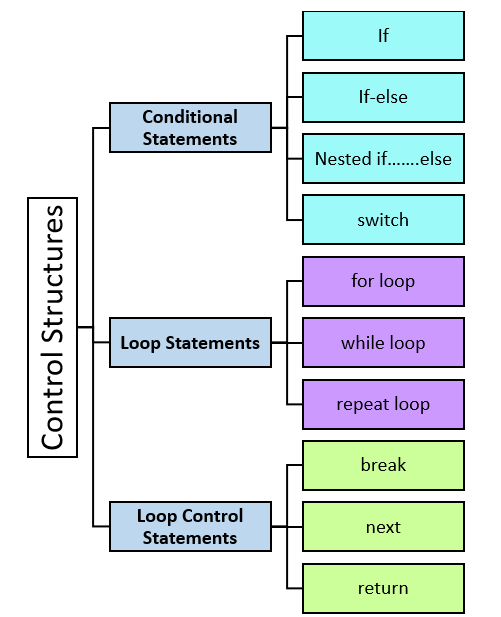 Control Structures
Conditional
Statements
If
If-else
Nested if.......else
switch
Loop Statements
for loop
while loop
repeat loop
Loop Control
Statements
break
next
return